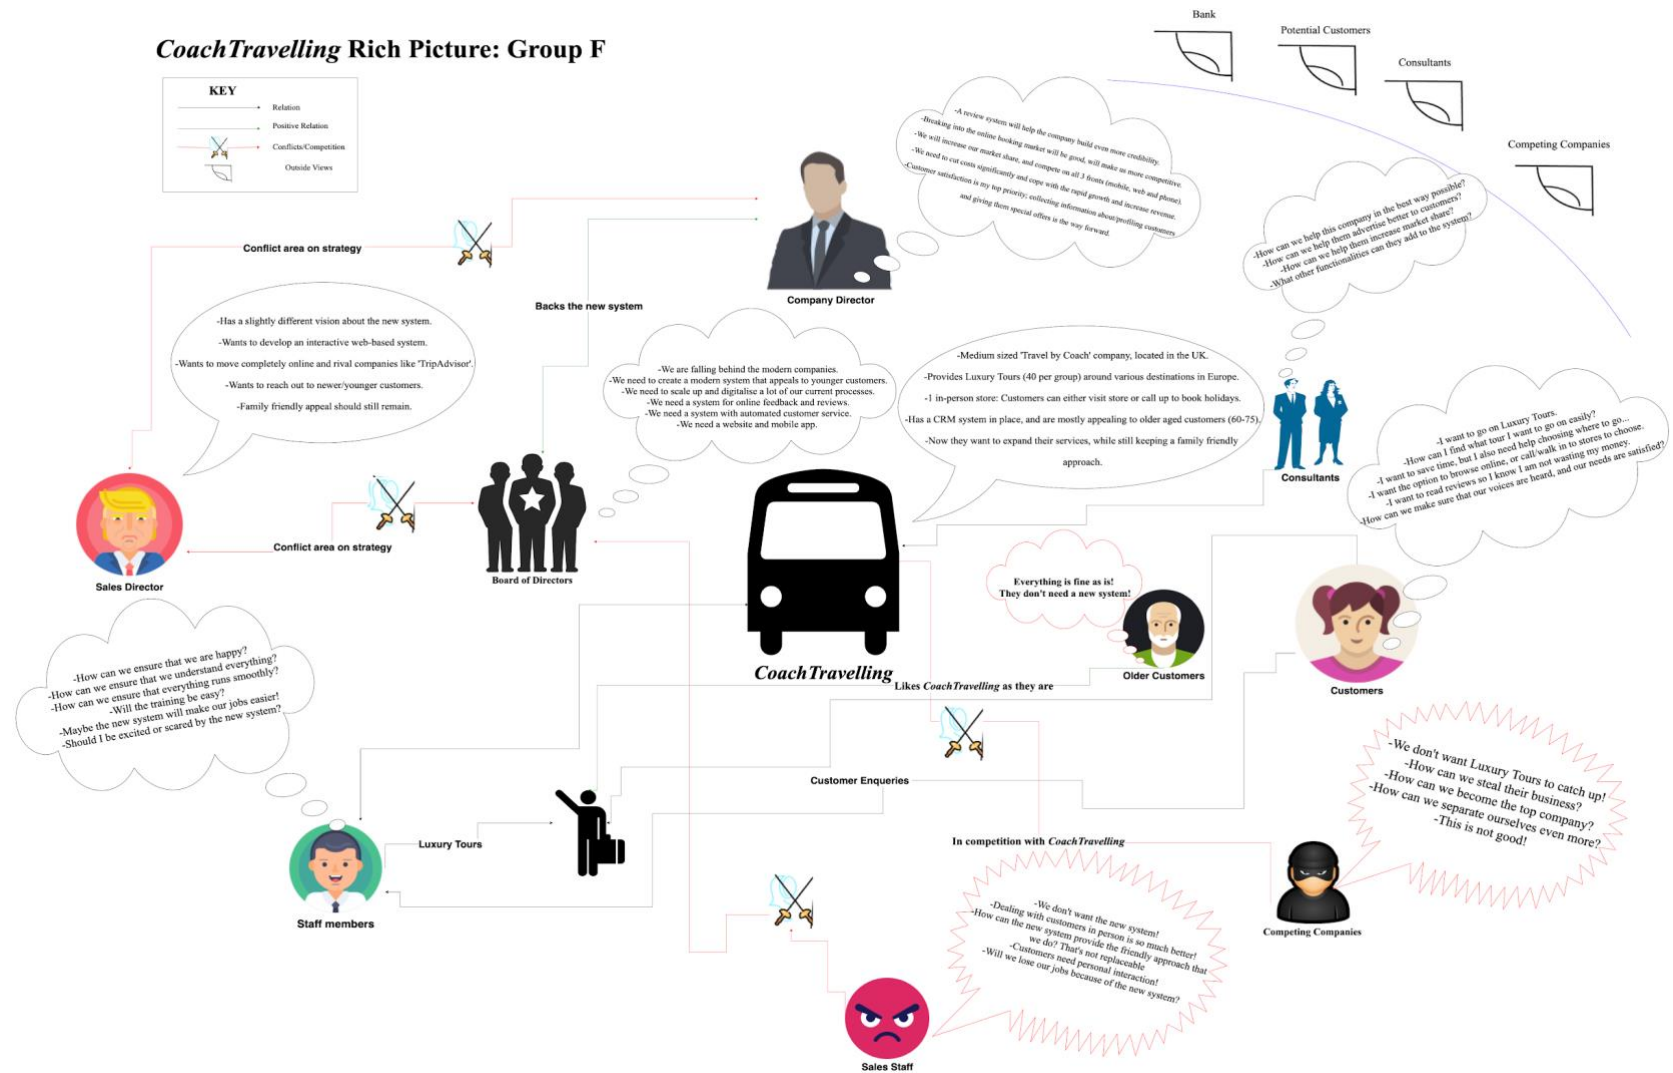 CoachTravelling Rich Picture: Group F
KEY
Relation
Positive Relation
Conflicts/Competition
Outside Views
Bank
Potential Customers
Consultants
Competing Companies
-A review system will help the company build even more credibility.
-Breaking into the online booking market will be good, will make us more competitive.
-We will increase our market share, and compete on all 3 fronts (mobile, web and phone).
-We need to cut costs significantly and cope with the rapid growth and increase revenue.
-Customer satisfaction is my top priority; collecting information about/profiling customers
and giving them special offers is the way forward.
Company Director
-How can we help this company in the best way possible?
-How can we help them advertise better to customers?
-How can we help them increase market share?
-What other functionalities can they add to the system?
Consultants
Conflict area on strategy
Backs the new system
-Has a slightly different vision about the new system.
-Wants to develop an interactive web-based system.
-Wants to move completely online and rival companies like 'TripAdvisor'.
-Wants to reach out to newer/younger customers.
-Family friendly appeal should still remain.
Sales Director
-We are falling behind the modern companies.
-We need to create a modern system that appeals to younger customers.
-We need to scale up and digitalise a lot of our current processes.
-We need a system for online feedback and reviews.
-We need a system with automated customer service.
-We need a website and mobile app.
Board of Directors
Conflict area on strategy
-Medium sized 'Travel by Coach' company, located in the UK.
-Provides Luxury Tours (40 per group) around various destinations in Europe.
-1 in-person store: Customers can either visit store or call up to book holidays.
-Has a CRM system in place, and are mostly appealing to older aged customers (60-75).
-Now they want to expand their services, while still keeping a family friendly
approach.
CoachTravelling
-I want to go on Luxury Tours.
-How can I find what tour I want to go on easily?
-I want to save time, but I also need help choosing where to go...
-I want the option to browse online, or call/walk in to stores to choose.
-I want to read reviews so I know I am not wasting my money.
-How can we make sure that our voices are heard, and our needs are satisfied?
Customers
Everything is fine as is!
They don't need a new system!
Older Customers
Likes CoachTravelling as they are
-How can we ensure that we are happy?
-How can we ensure that we understand everything?
-How can we ensure that everything runs smoothly?
-Will the training be easy?
-Maybe the new system will make our jobs easier!
-Should I be excited or scared by the new system?
Staff members
Luxury Tours
Customer Enqueries
In competition with CoachTravelling
-We don't want Luxury Tours to catch up!
-How can we steal their business?
-How can we become the top company?
-How can we separate ourselves even more?
-This is not good!
Competing Companies
-We don't want the new system!
-Dealing with customers in person is so much better!
-How can the new system provide the friendly approach that
we do? That's not replaceable
-Customers need personal interaction!
-Will we lose our jobs because of the new system?
Sales Staff